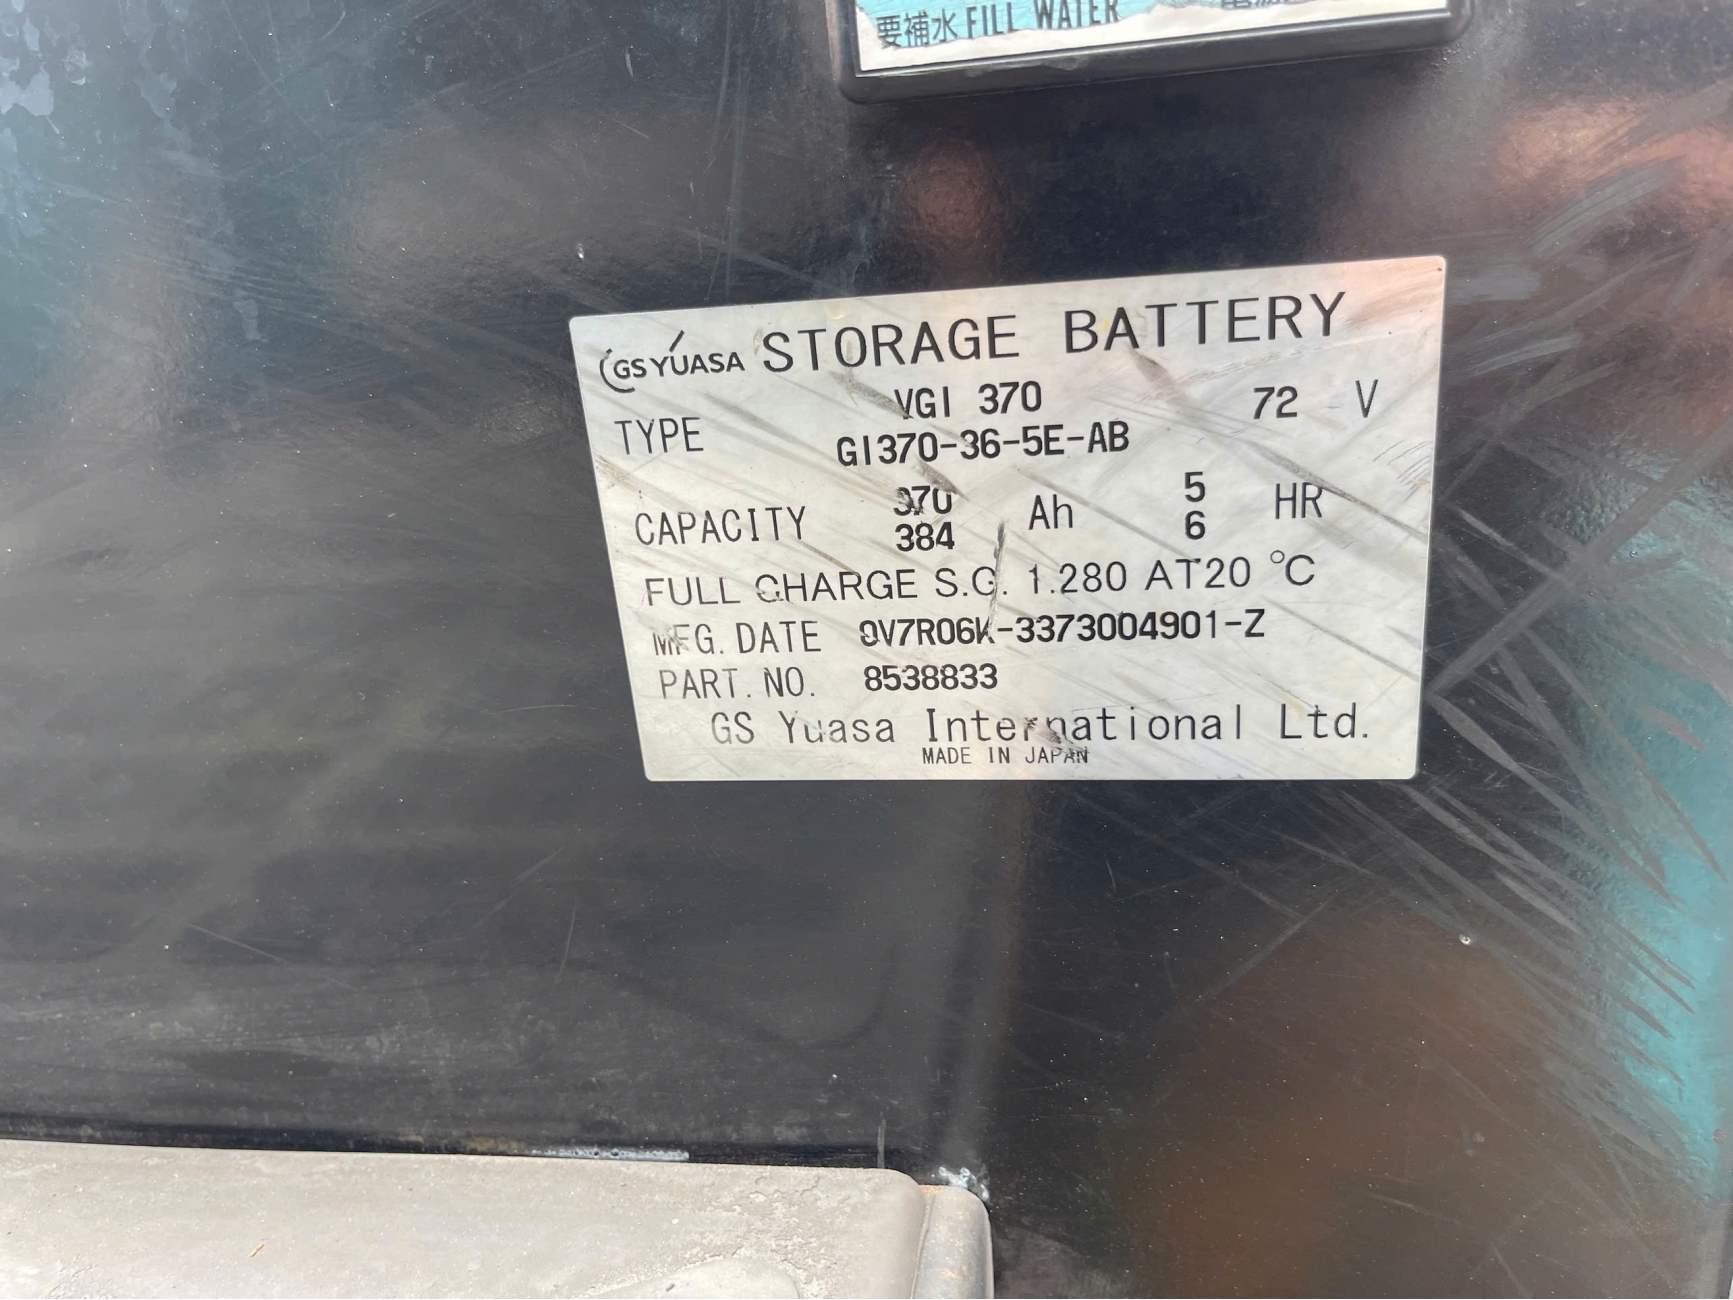 要補水 FILL WATER
GS YUASA STORAGE BATTERY
TYPE VGI 370 72 V
GI370-36-5E-AB
CAPACITY 370 Ah 5 HR
384 6
FULL CHARGE S.G. 1.280 AT20 ℃
MFG. DATE 9V7R06K-3373004901-Z
PART. NO. 8538833
GS Yuasa International Ltd.
MADE IN JAPAN